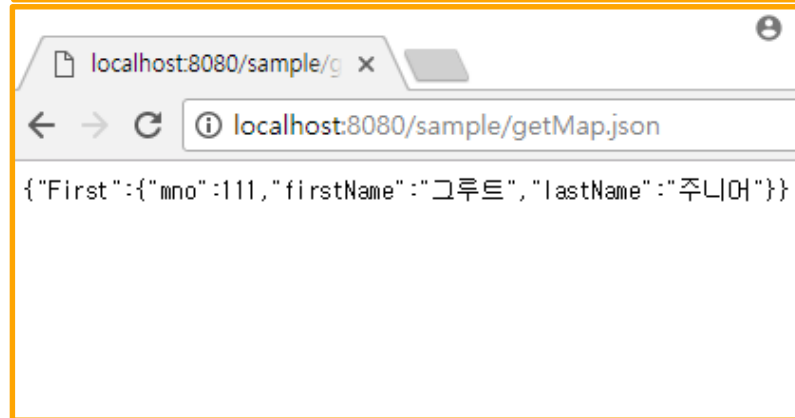 localhost:8080/sample/g
localhost:8080/sample/getMap.json
{"First":{"mno":111,"firstName":"그루트","lastName":"주니어"}}